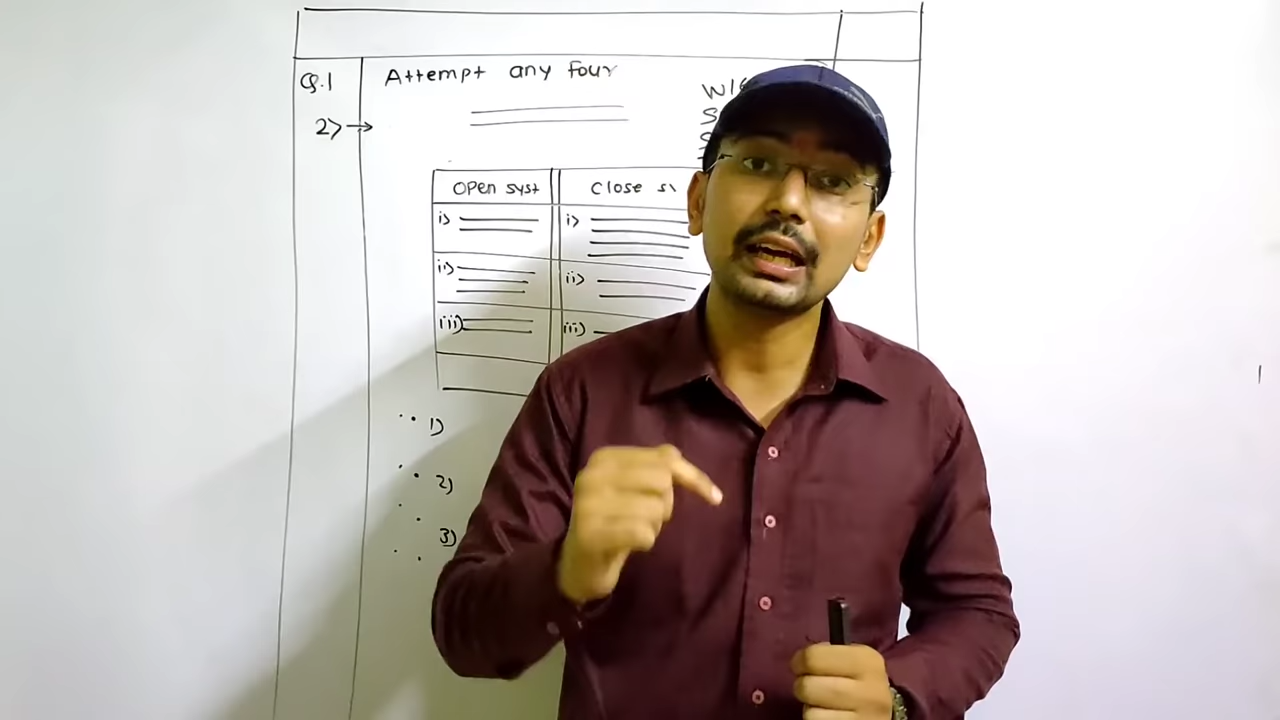 Q.1
Attempt any four
2>
Open syst
Close
i>
i>
ii)
ii>
iii)
iii)
1)
2)
3)